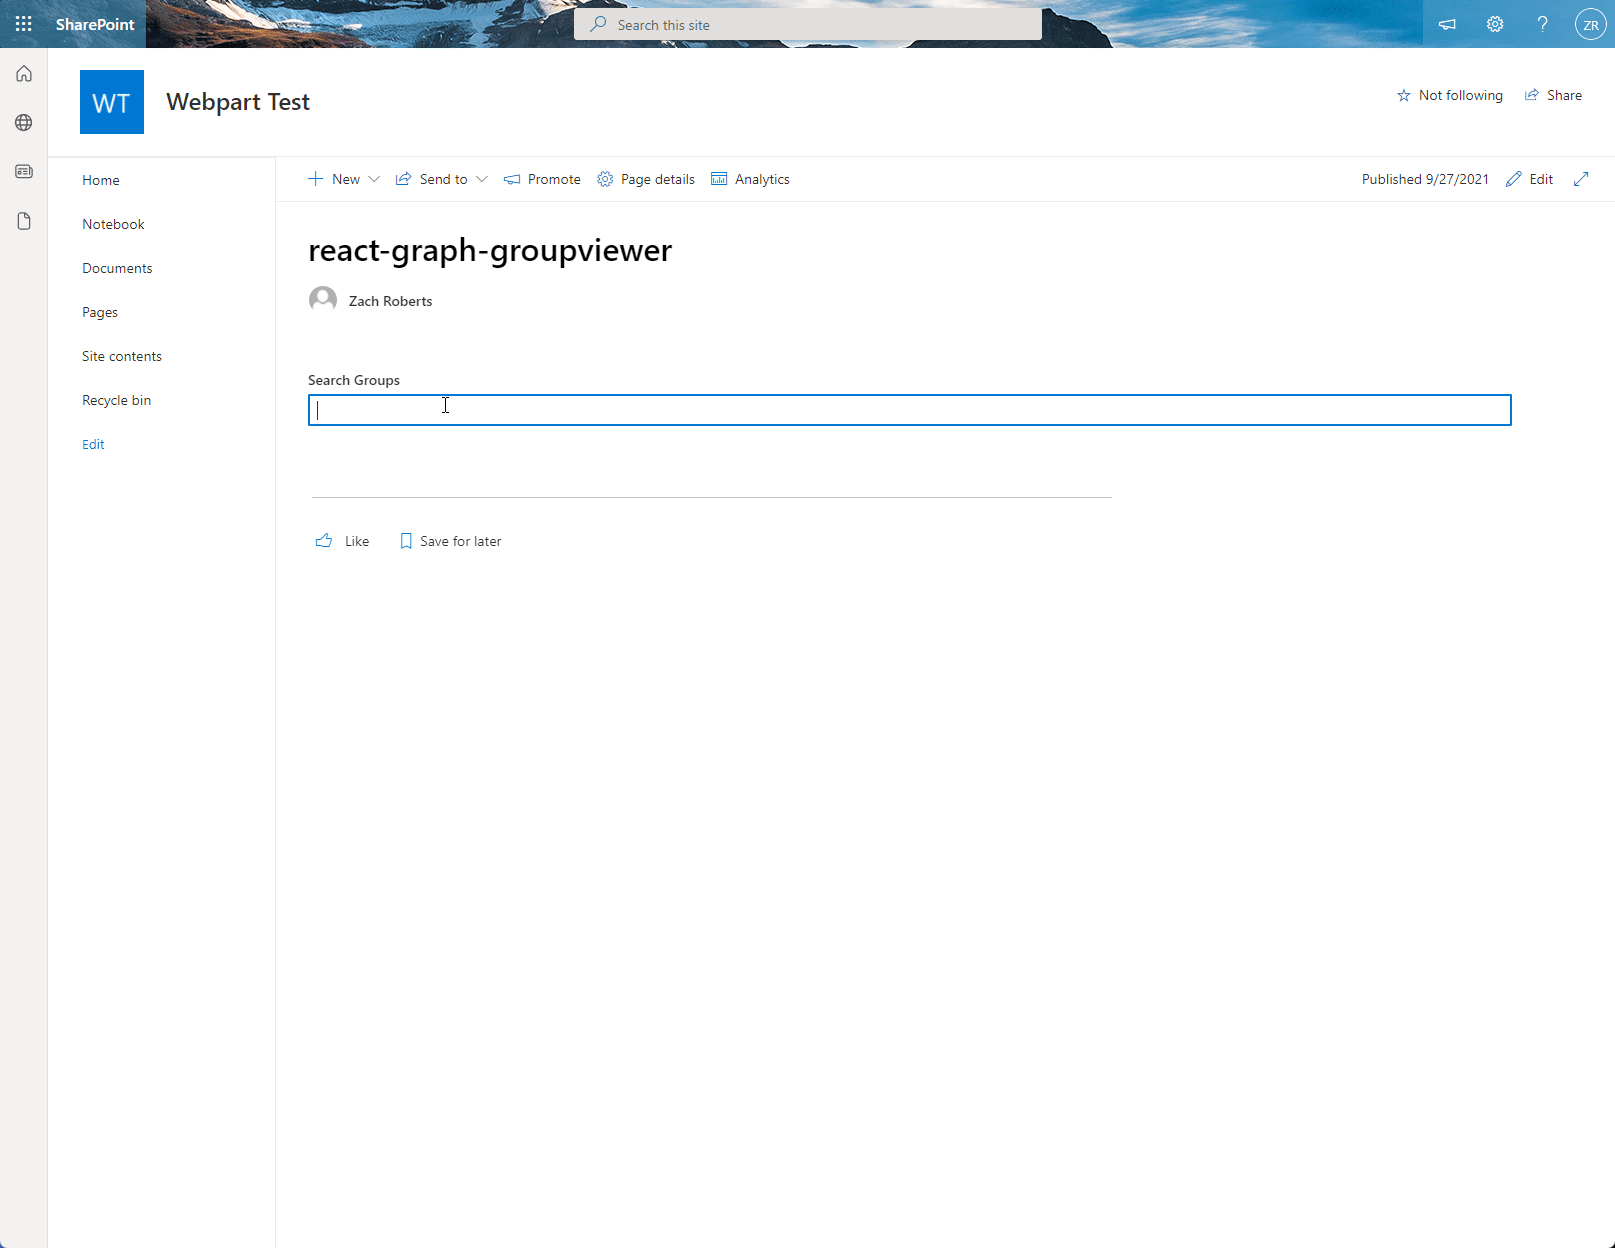 SharePoint
Search this site
ZR
WT
Webpart Test
Not following
Share
Home
Notebook
Documents
Pages
Site contents
Recycle bin
Edit
New
Send to
Promote
Page details
Analytics
Published 9/27/2021
Edit
react-graph-groupviewer
Zach Roberts
Search Groups
Like
Save for later